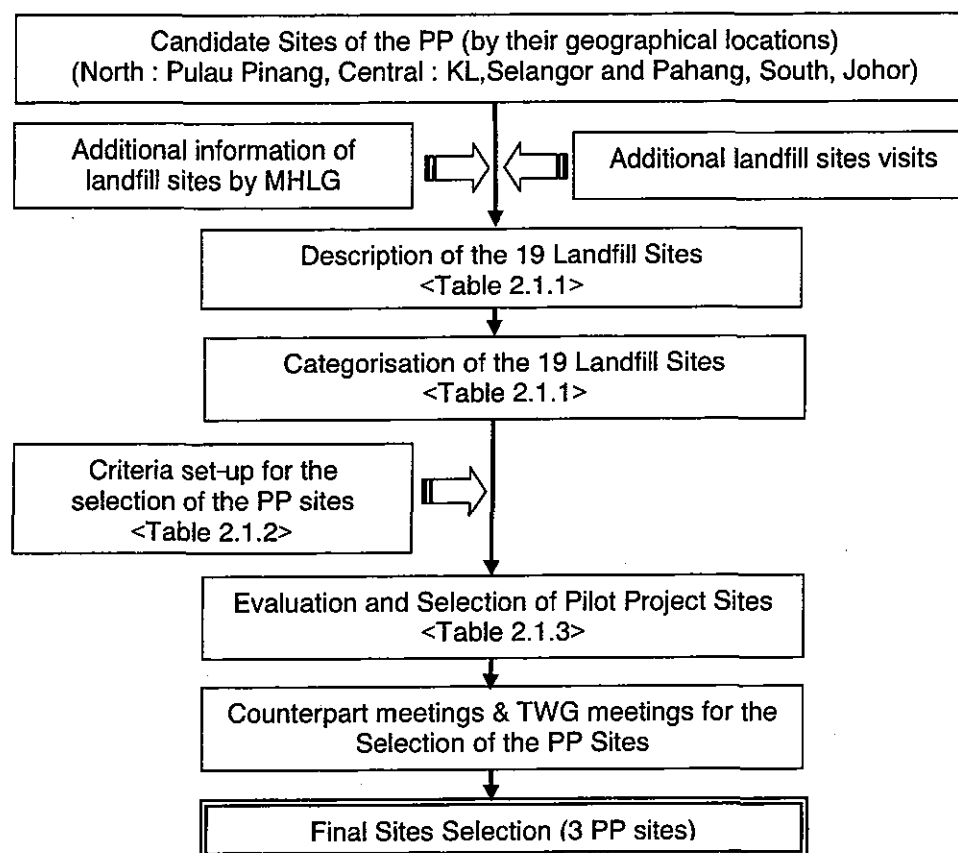 Candidate Sites of the PP (by their geographical locations)
(North : Pulau Pinang, Central : KL,Selangor and Pahang, South, Johor)
Additional information of
landfill sites by MHLG
Additional landfill sites visits
Description of the 19 Landfill Sites
<Table 2.1.1>
Categorisation of the 19 Landfill Sites
<Table 2.1.1>
Criteria set-up for the
selection of the PP sites
<Table 2.1.2>
Evaluation and Selection of Pilot Project Sites
<Table 2.1.3>
Counterpart meetings & TWG meetings for the
Selection of the PP Sites
Final Sites Selection (3 PP sites)